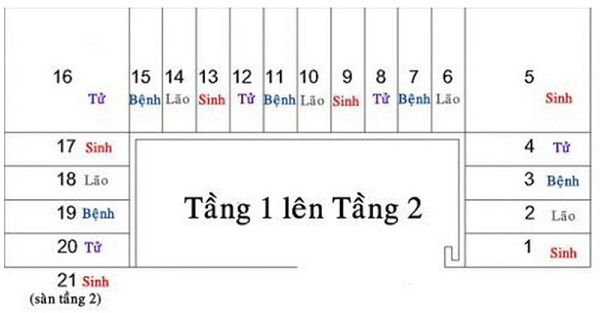 16 15 14 13 12 11 10 9 8 7 6 5
Tử Bệnh Lão Sinh Tử Bệnh Lão Sinh Tử Bệnh Lão Sinh
17 Sinh 4 Tử
18 Lão 3 Bệnh
19 Bệnh Tầng 1 lên Tầng 2 2 Lão
20 Tử 1 Sinh
21 Sinh
(sàn tầng 2)